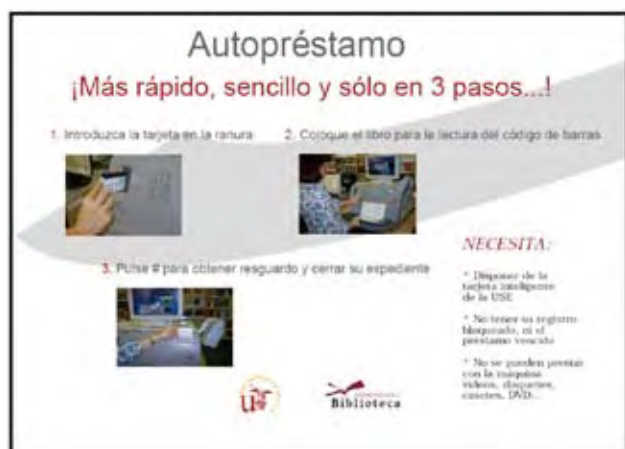 Autopréstamo
¡Más rápido, sencillo y sólo en 3 pasos...!
1. Introduzca la tarjeta en la ranura
2. Coloque el libro para la lectura del código de barras
3. Pulse # para obtener resguardo y cerrar su expediente
NECESITA:
* Disponer de la
tarjeta inteligente
de la USE
* No tener su registro
bloqueado, ni el
préstamo vencido
* No se pueden prestar
con la máquina
videos, disquetes,
casetes, DVD...
Biblioteca